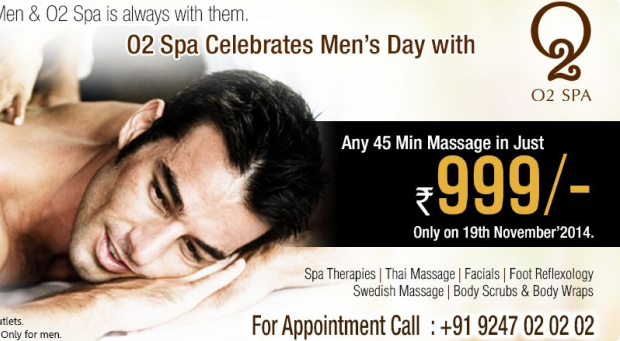 Men & O2 Spa is always with them.
O2 Spa Celebrates Men's Day with
O2 SPA
Any 45 Min Massage in Just
₹999/-
Only on 19th November'2014.
Spa Therapies | Thai Massage | Facials | Foot Reflexology
Swedish Massage | Body Scrubs & Body Wraps
Only for men.
For Appointment Call : +91 9247 02 02 02